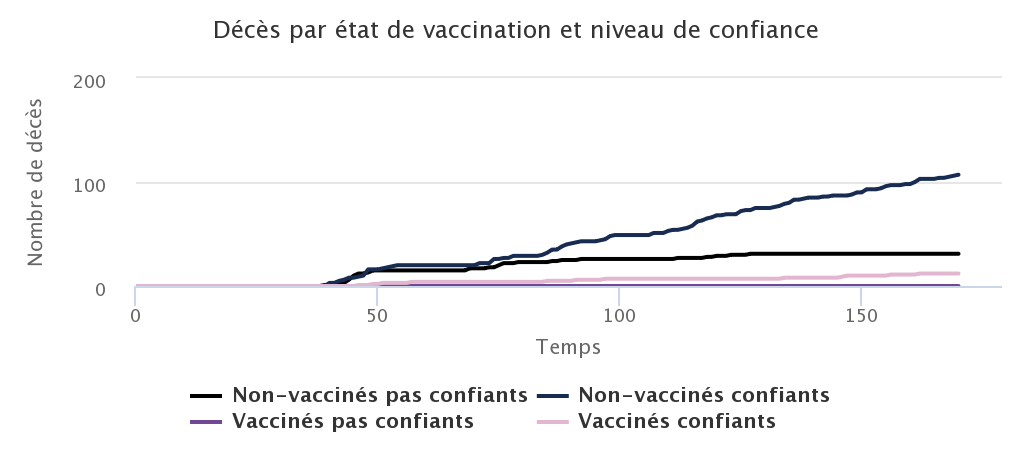 Décès par état de vaccination et niveau de confiance
Nombre de décès
200
100
0
0 50 100 150
Temps
Non-vaccinés pas confiants Non-vaccinés confiants
Vaccinés pas confiants Vaccinés confiants